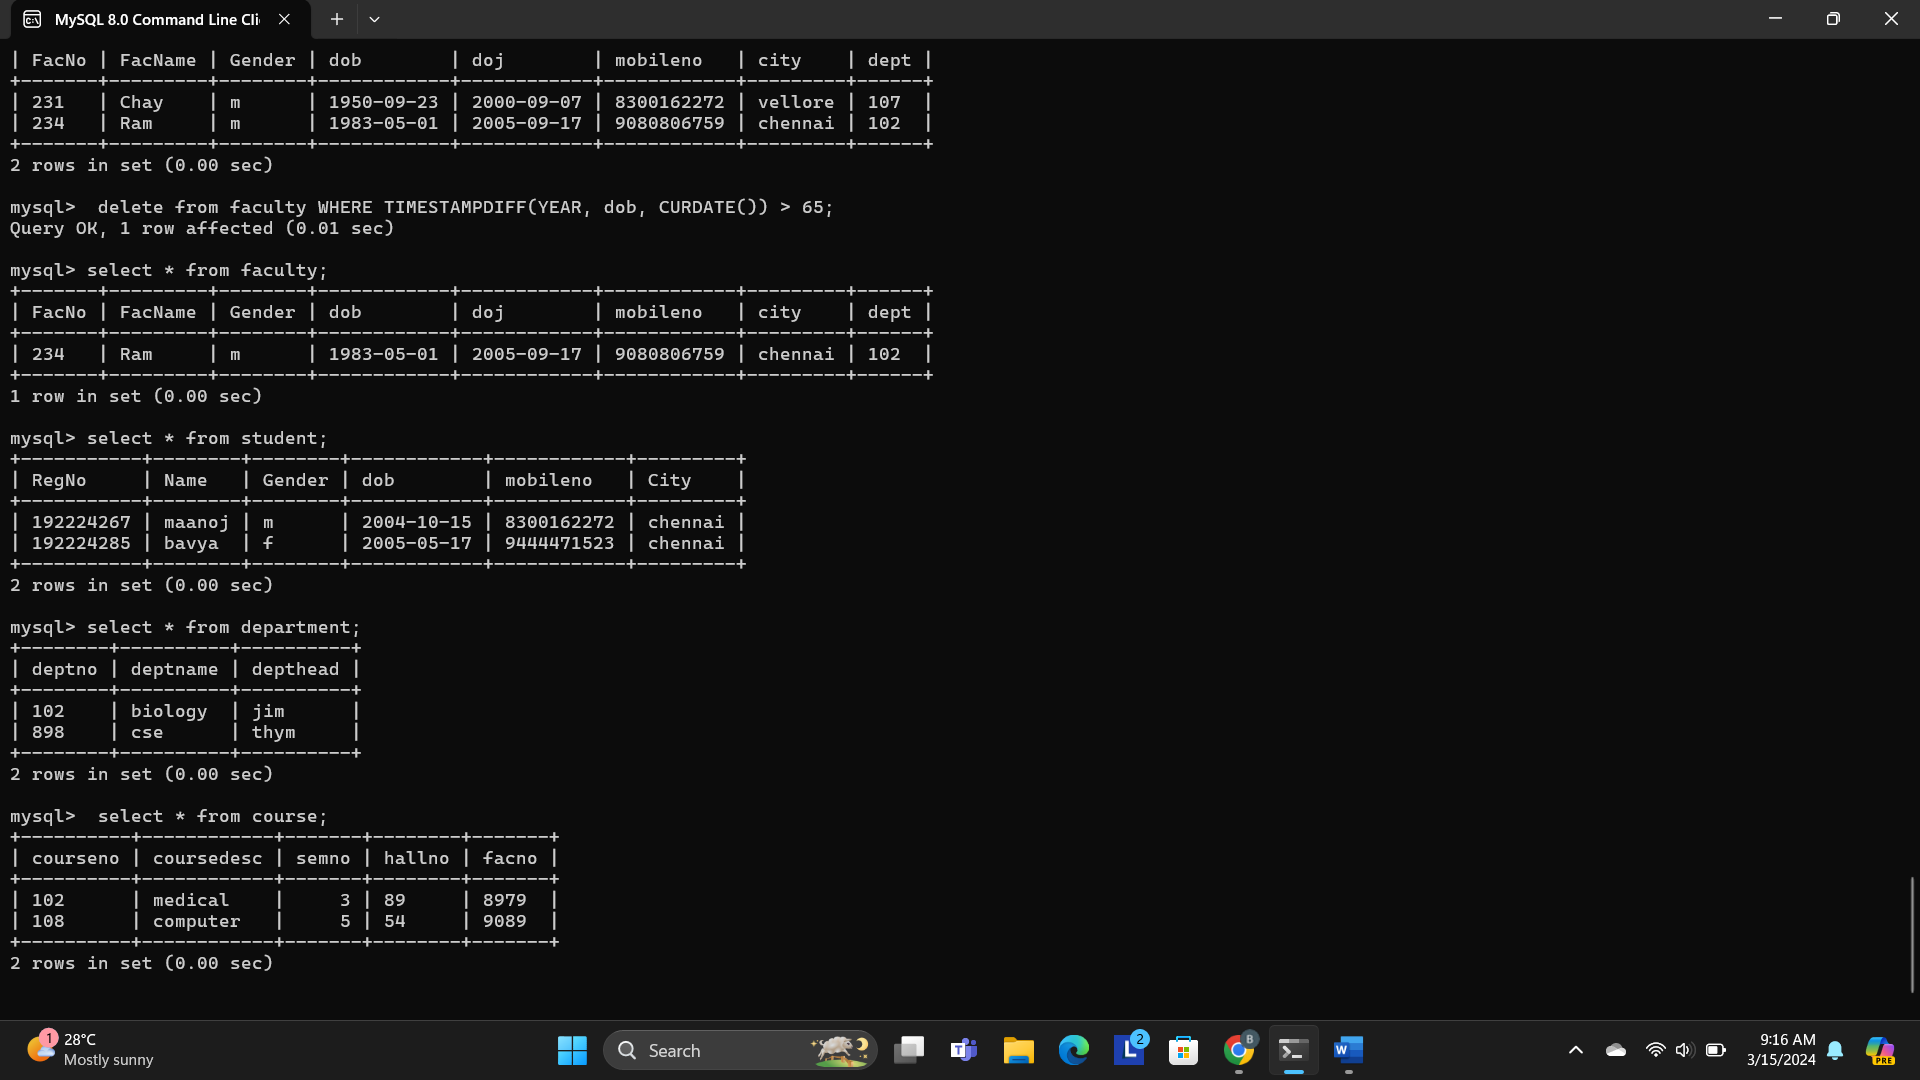 MySQL 8.0 Command Line Cli
| FacNo | FacName | Gender | dob        | doj        | mobileno   | city    | dept |
+-------+---------+--------+------------+------------+------------+---------+------+
| 231   | Chay    | m      | 1950-09-23 | 2000-09-07 | 8300162272 | vellore | 107  |
| 234   | Ram     | m      | 1983-05-01 | 2005-09-17 | 9080806759 | chennai | 102  |
+-------+---------+--------+------------+------------+------------+---------+------+
2 rows in set (0.00 sec)
mysql>  delete from faculty WHERE TIMESTAMPDIFF(YEAR, dob, CURDATE()) > 65;
Query OK, 1 row affected (0.01 sec)
mysql> select * from faculty;
+-------+---------+--------+------------+------------+------------+---------+------+
| FacNo | FacName | Gender | dob        | doj        | mobileno   | city    | dept |
+-------+---------+--------+------------+------------+------------+---------+------+
| 234   | Ram     | m      | 1983-05-01 | 2005-09-17 | 9080806759 | chennai | 102  |
+-------+---------+--------+------------+------------+------------+---------+------+
1 row in set (0.00 sec)
mysql> select * from student;
+-----------+--------+--------+------------+------------+---------+
| RegNo     | Name   | Gender | dob        | mobileno   | City    |
+-----------+--------+--------+------------+------------+---------+
| 192224267 | maanoj | m      | 2004-10-15 | 8300162272 | chennai |
| 192224285 | bavya  | f      | 2005-05-17 | 9444471523 | chennai |
+-----------+--------+--------+------------+------------+---------+
2 rows in set (0.00 sec)
mysql> select * from department;
+--------+----------+----------+
| deptno | deptname | depthead |
+--------+----------+----------+
| 102    | biology  | jim      |
| 898    | cse      | thym     |
+--------+----------+----------+
2 rows in set (0.00 sec)
mysql>  select * from course;
+----------+------------+-------+--------+-------+
| courseno | coursedesc | semno | hallno | facno |
+----------+------------+-------+--------+-------+
| 102      | medical    |     3 | 89     | 8979  |
| 108      | computer   |     5 | 54     | 9089  |
+----------+------------+-------+--------+-------+
2 rows in set (0.00 sec)
1
28°C
Mostly sunny
Search
T
L
2
B
W
9:16 AM
3/15/2024
PRE